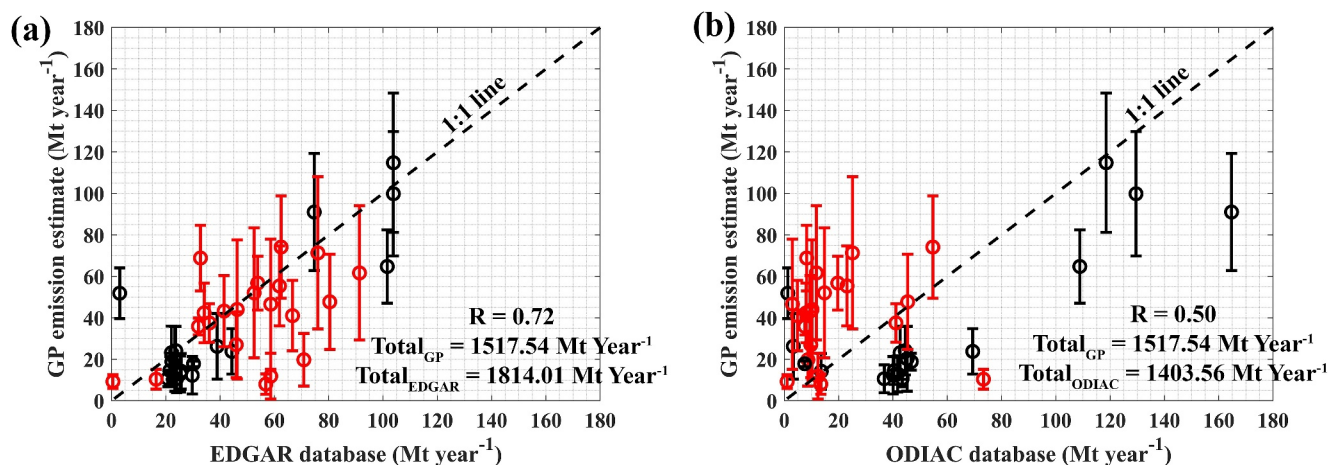 (a)
GP emission estimate (Mt year⁻¹)
180
160
140
120
100
80
60
40
20
0
1:1 line
R = 0.72
Total_GP = 1517.54 Mt Year⁻¹
Total_EDGAR = 1814.01 Mt Year⁻¹
0 20 40 60 80 100 120 140 160 180
EDGAR database (Mt year⁻¹)
(b)
GP emission estimate (Mt year⁻¹)
180
160
140
120
100
80
60
40
20
0
1:1 line
R = 0.50
Total_GP = 1517.54 Mt Year⁻¹
Total_ODIAC = 1403.56 Mt Year⁻¹
0 20 40 60 80 100 120 140 160 180
ODIAC database (Mt year⁻¹)